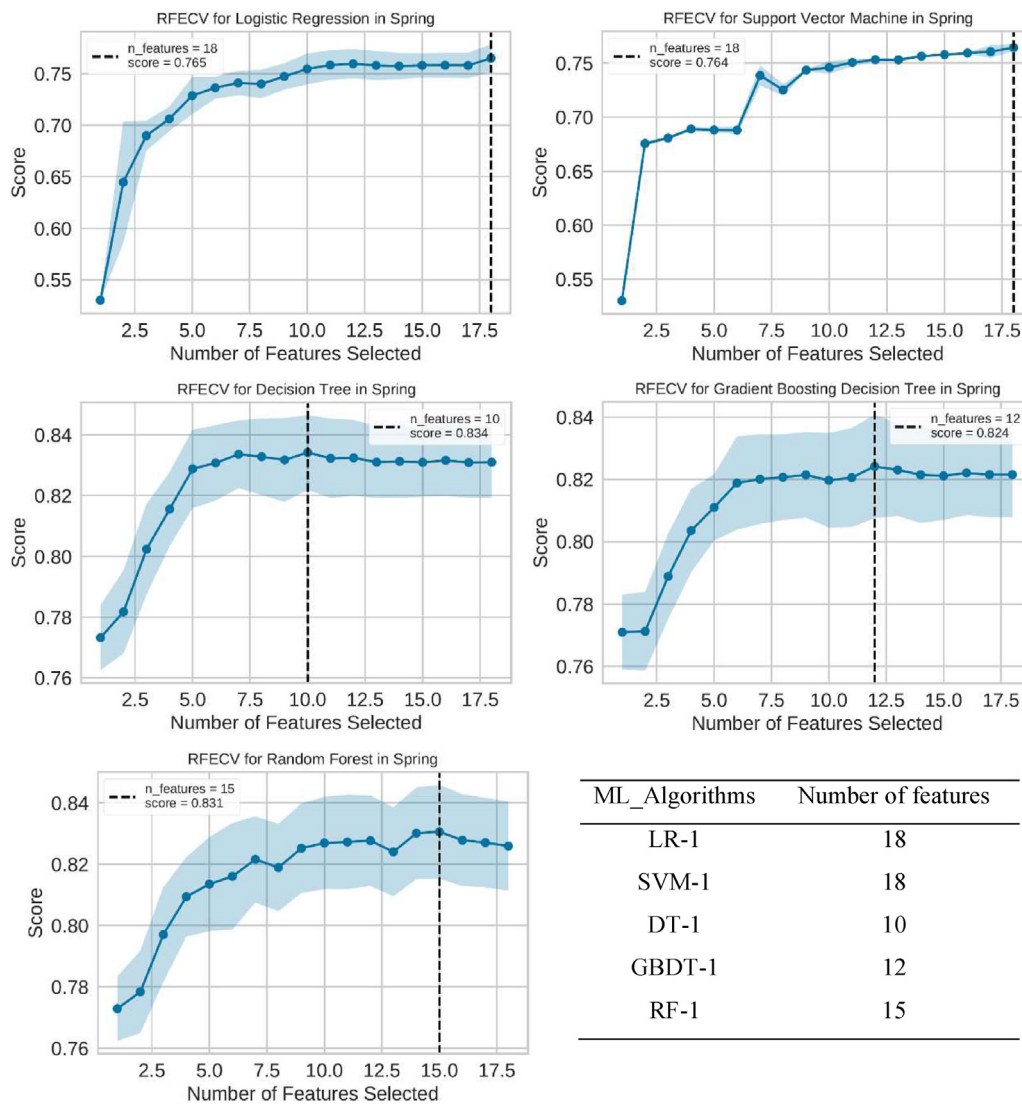 RFECV for Logistic Regression in Spring
n_features = 18
score = 0.765
0.75
0.70
0.65
0.60
0.55
Score
2.5 5.0 7.5 10.0 12.5 15.0 17.5
Number of Features Selected
RFECV for Support Vector Machine in Spring
n_features = 18
score = 0.764
0.75
0.70
0.65
0.60
0.55
Score
2.5 5.0 7.5 10.0 12.5 15.0 17.5
Number of Features Selected
RFECV for Decision Tree in Spring
n_features = 10
score = 0.834
0.84
0.82
0.80
0.78
0.76
Score
2.5 5.0 7.5 10.0 12.5 15.0 17.5
Number of Features Selected
RFECV for Gradient Boosting Decision Tree in Spring
n_features = 12
score = 0.824
0.84
0.82
0.80
0.78
0.76
Score
2.5 5.0 7.5 10.0 12.5 15.0 17.5
Number of Features Selected
RFECV for Random Forest in Spring
n_features = 15
score = 0.831
0.84
0.82
0.80
0.78
0.76
Score
2.5 5.0 7.5 10.0 12.5 15.0 17.5
Number of Features Selected
ML_Algorithms Number of features
LR-1 18
SVM-1 18
DT-1 10
GBDT-1 12
RF-1 15